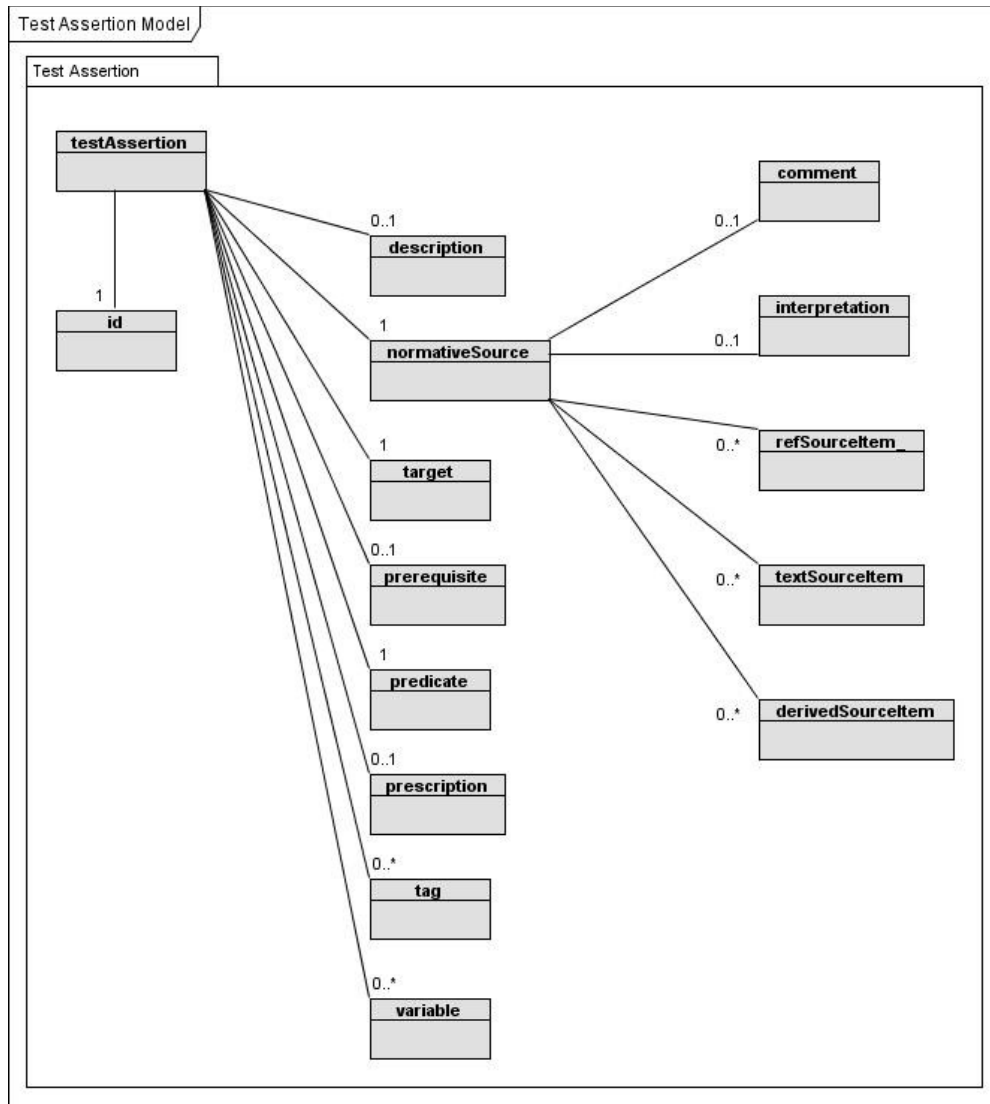 Test Assertion Model
Test Assertion
testAssertion
comment
0..1
0..1
description
1
id
interpretation
1
normativeSource
0..1
refSourceItem_
0..*
1
target
0..1
prerequisite
textSourceItem
0..*
1
predicate
derivedSourceItem
0..*
0..1
prescription
0..*
tag
0..*
variable